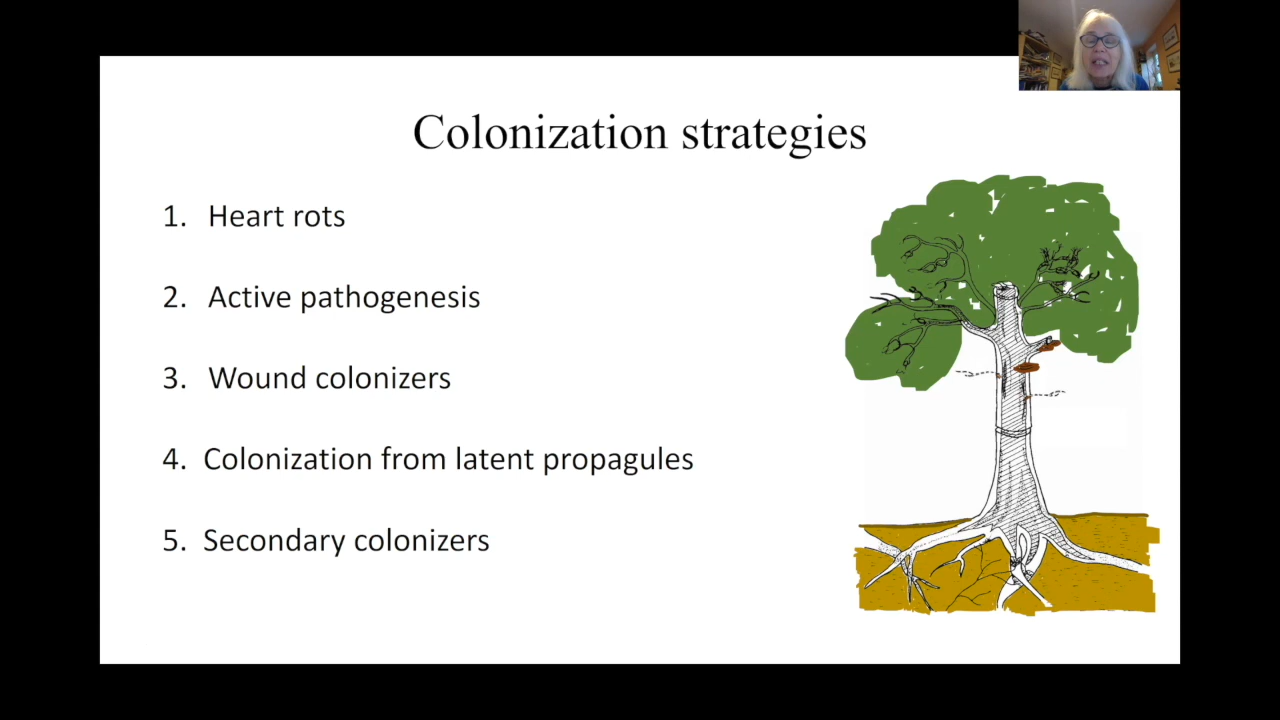 Colonization strategies
1. Heart rots
2. Active pathogenesis
3. Wound colonizers
4. Colonization from latent propagules
5. Secondary colonizers